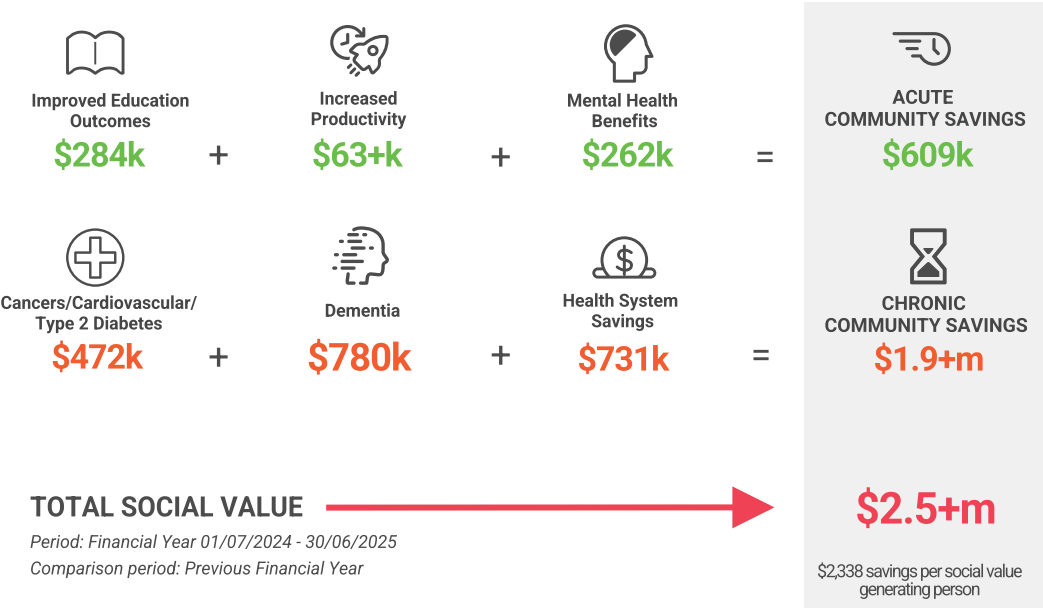 Improved Education
Outcomes
$284k
+
Increased
Productivity
$63+k
+
Mental Health
Benefits
$262k
=
ACUTE
COMMUNITY SAVINGS
$609k
Cancers/Cardiovascular/
Type 2 Diabetes
$472k
+
Dementia
$780k
+
Health System
Savings
$731k
=
CHRONIC
COMMUNITY SAVINGS
$1.9+m
TOTAL SOCIAL VALUE
$2.5+m
Period: Financial Year 01/07/2024 - 30/06/2025
Comparison period: Previous Financial Year
$2,338 savings per social value
generating person